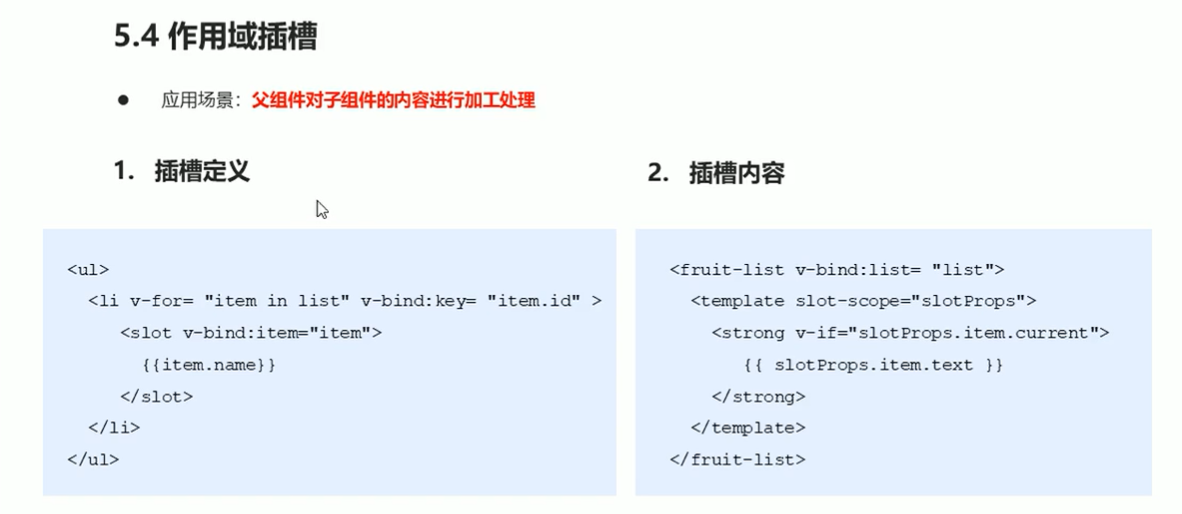 5.4 作用域插槽
● 应用场景：父组件对子组件的内容进行加工处理
1. 插槽定义
<ul>
<li v-for= "item in list" v-bind:key= "item.id" >
<slot v-bind:item="item">
{{item.name}}
</slot>
</li>
</ul>
2. 插槽内容
<fruit-list v-bind:list= "list">
<template slot-scope="slotProps">
<strong v-if="slotProps.item.current">
{{ slotProps.item.text }}
</strong>
</template>
</fruit-list>